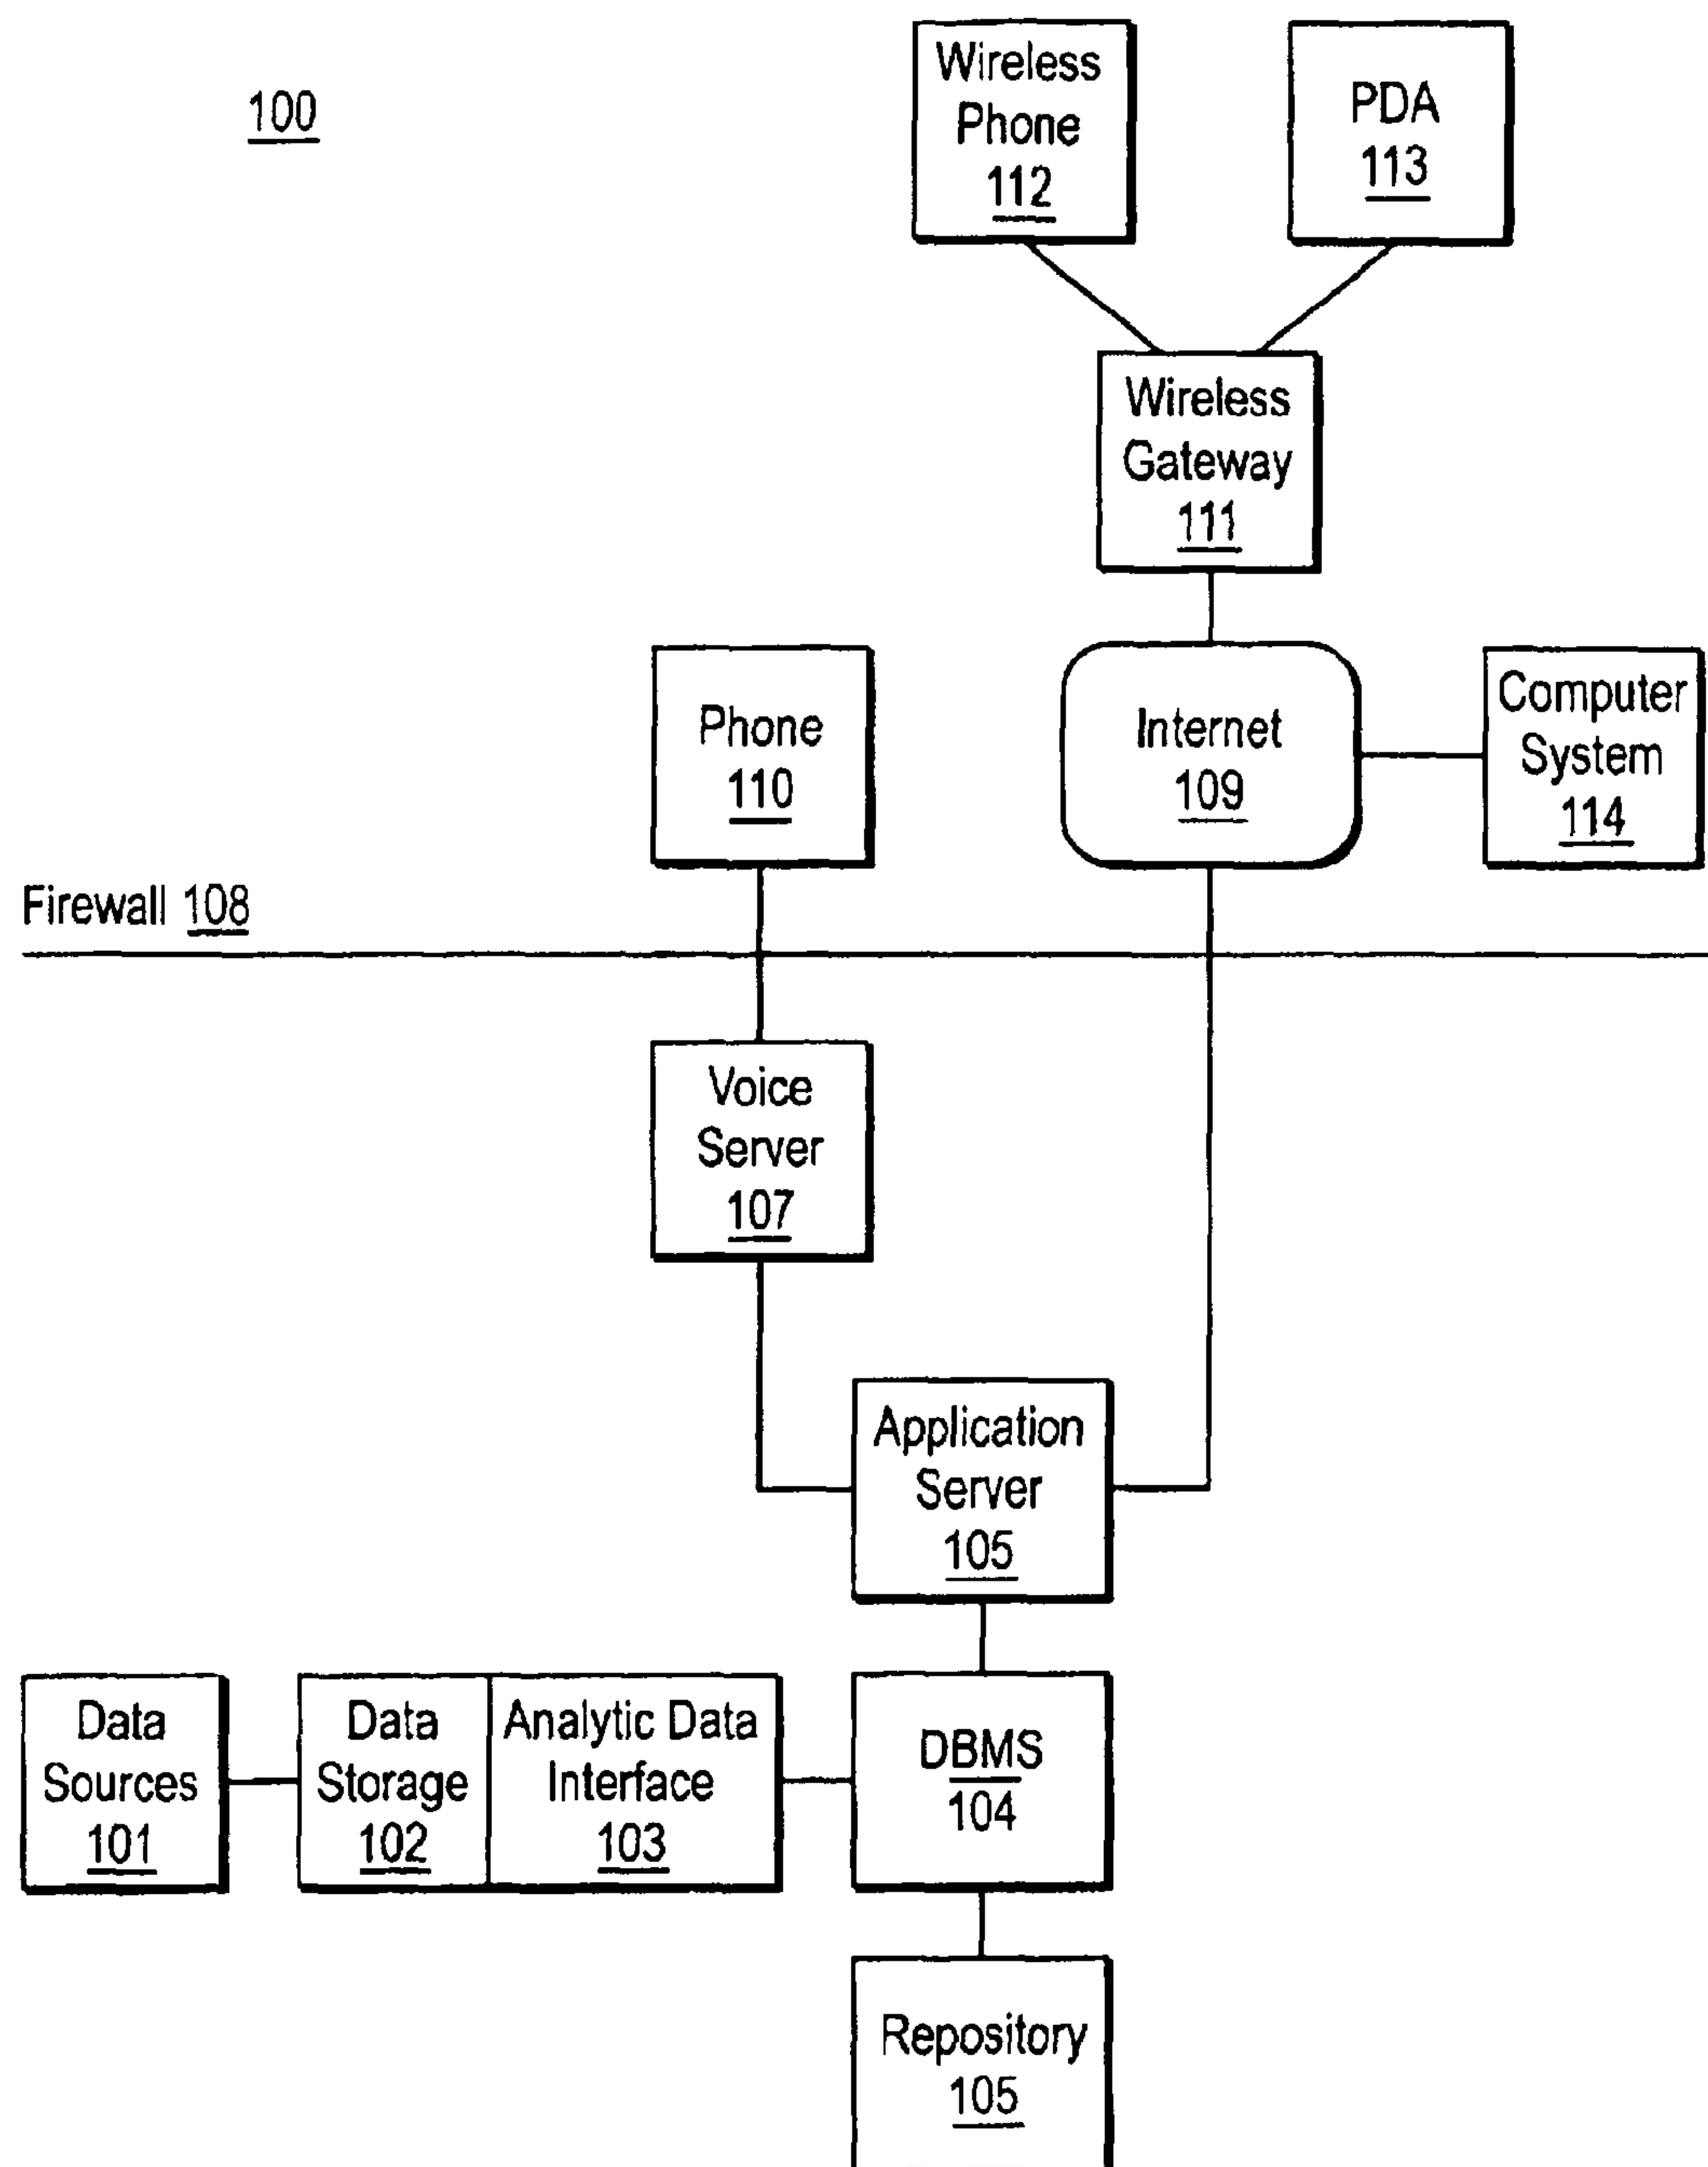 100
Wireless
Phone
112
PDA
113
Wireless
Gateway
111
Phone
110
Internet
109
Computer
System
114
Firewall 108
Voice
Server
107
Application
Server
105
Data
Sources
101
Data
Storage
102
Analytic Data
Interface
103
DBMS
104
Repository
105